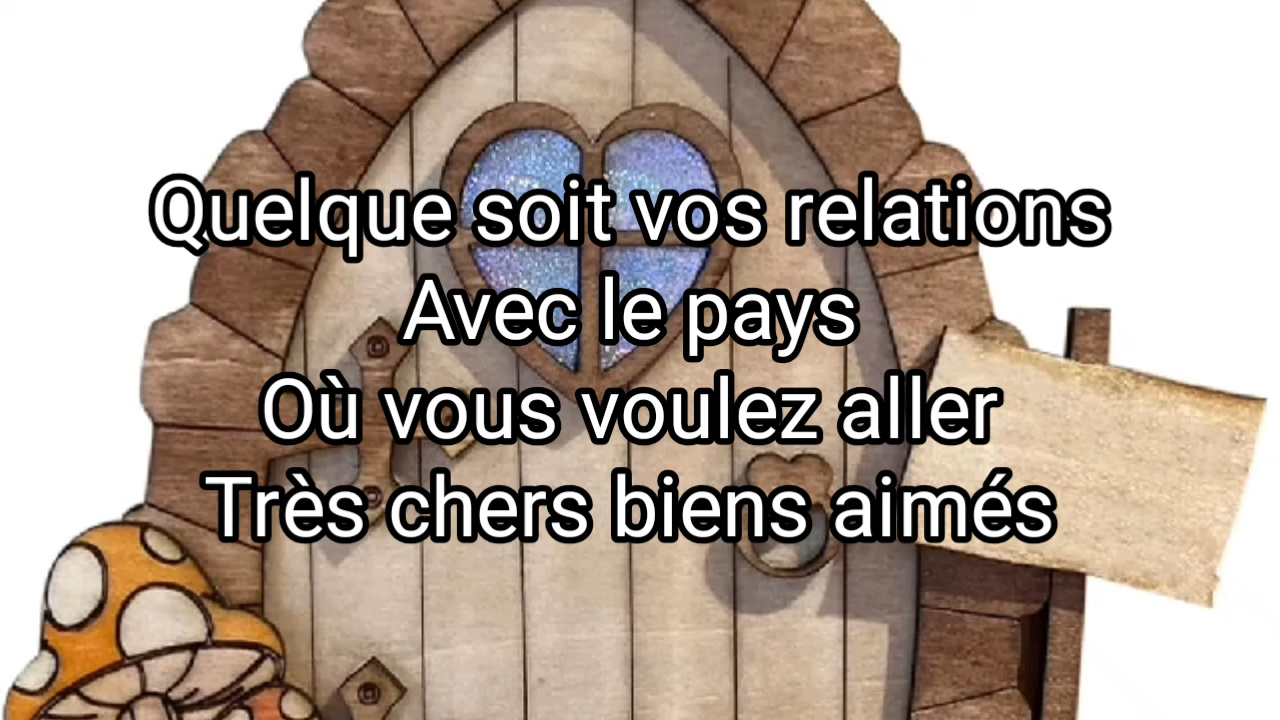 Quelque soit vos relations
Avec le pays
Où vous voulez aller
Très chers biens aimés